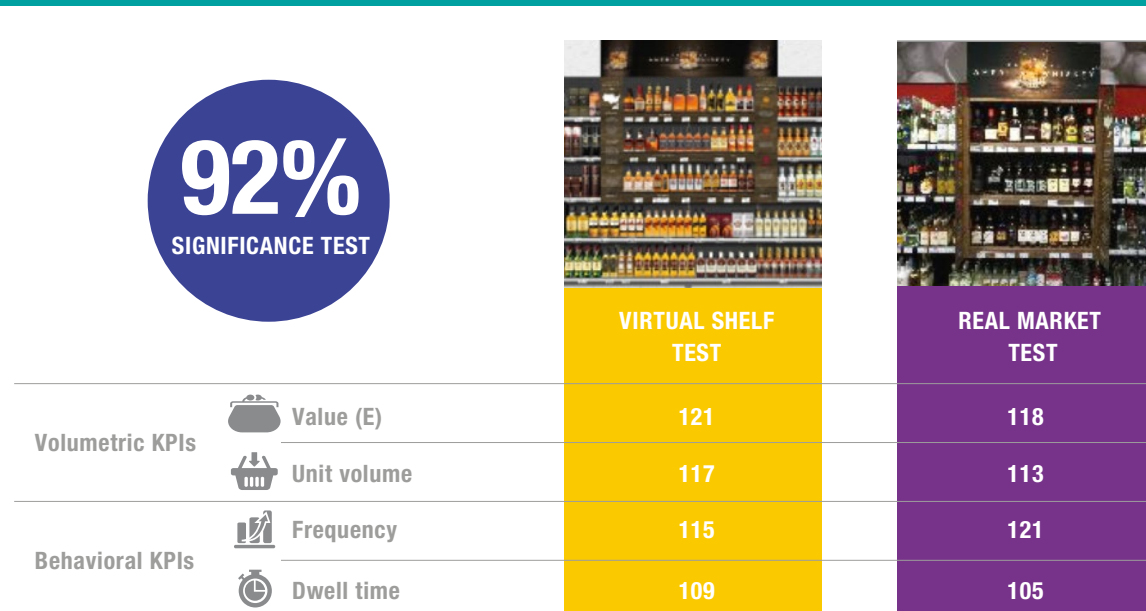 92%
SIGNIFICANCE TEST
VIRTUAL SHELF
TEST
REAL MARKET
TEST
Volumetric KPIs
Value (E)
121
118
Unit volume
117
113
Behavioral KPIs
Frequency
115
121
Dwell time
109
105